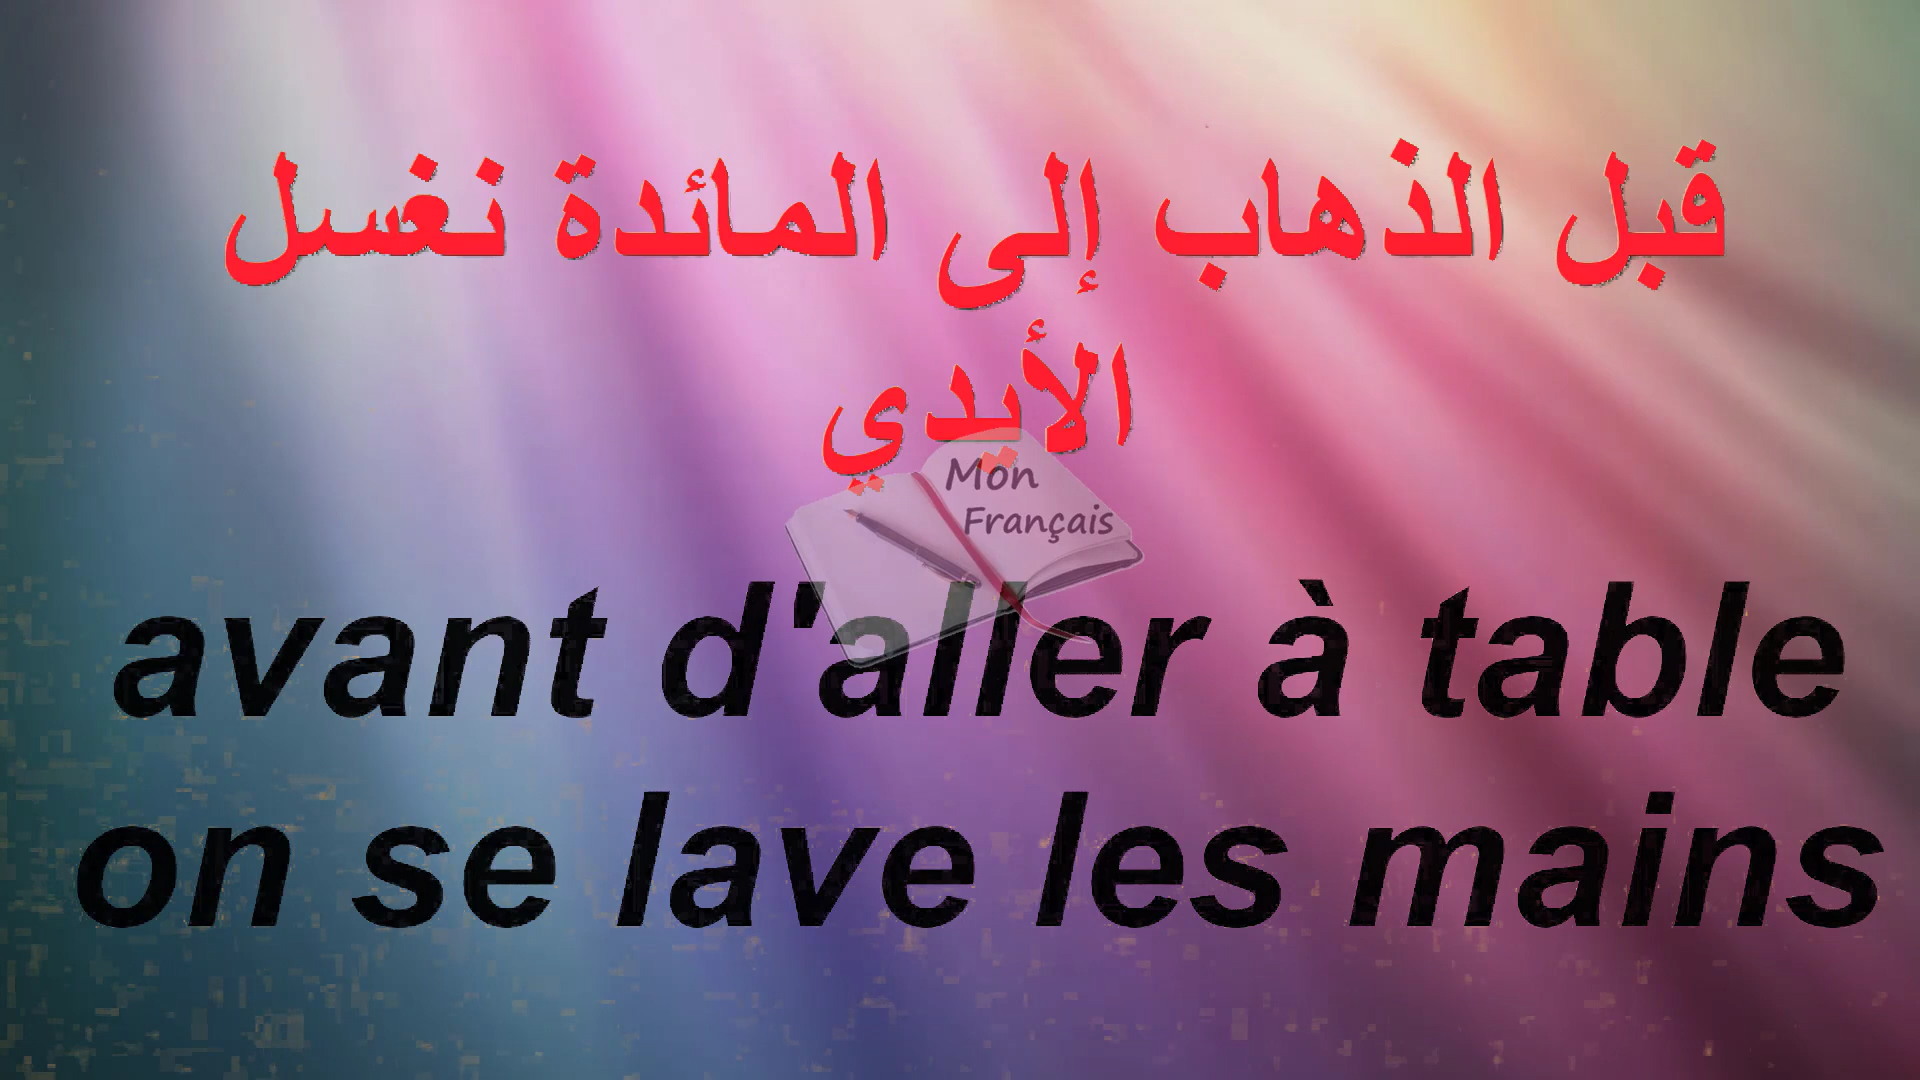 قبل الذهاب إلى المائدة نغسل
الأيدي
Mon
Français
avant d'aller à table
on se lave les mains